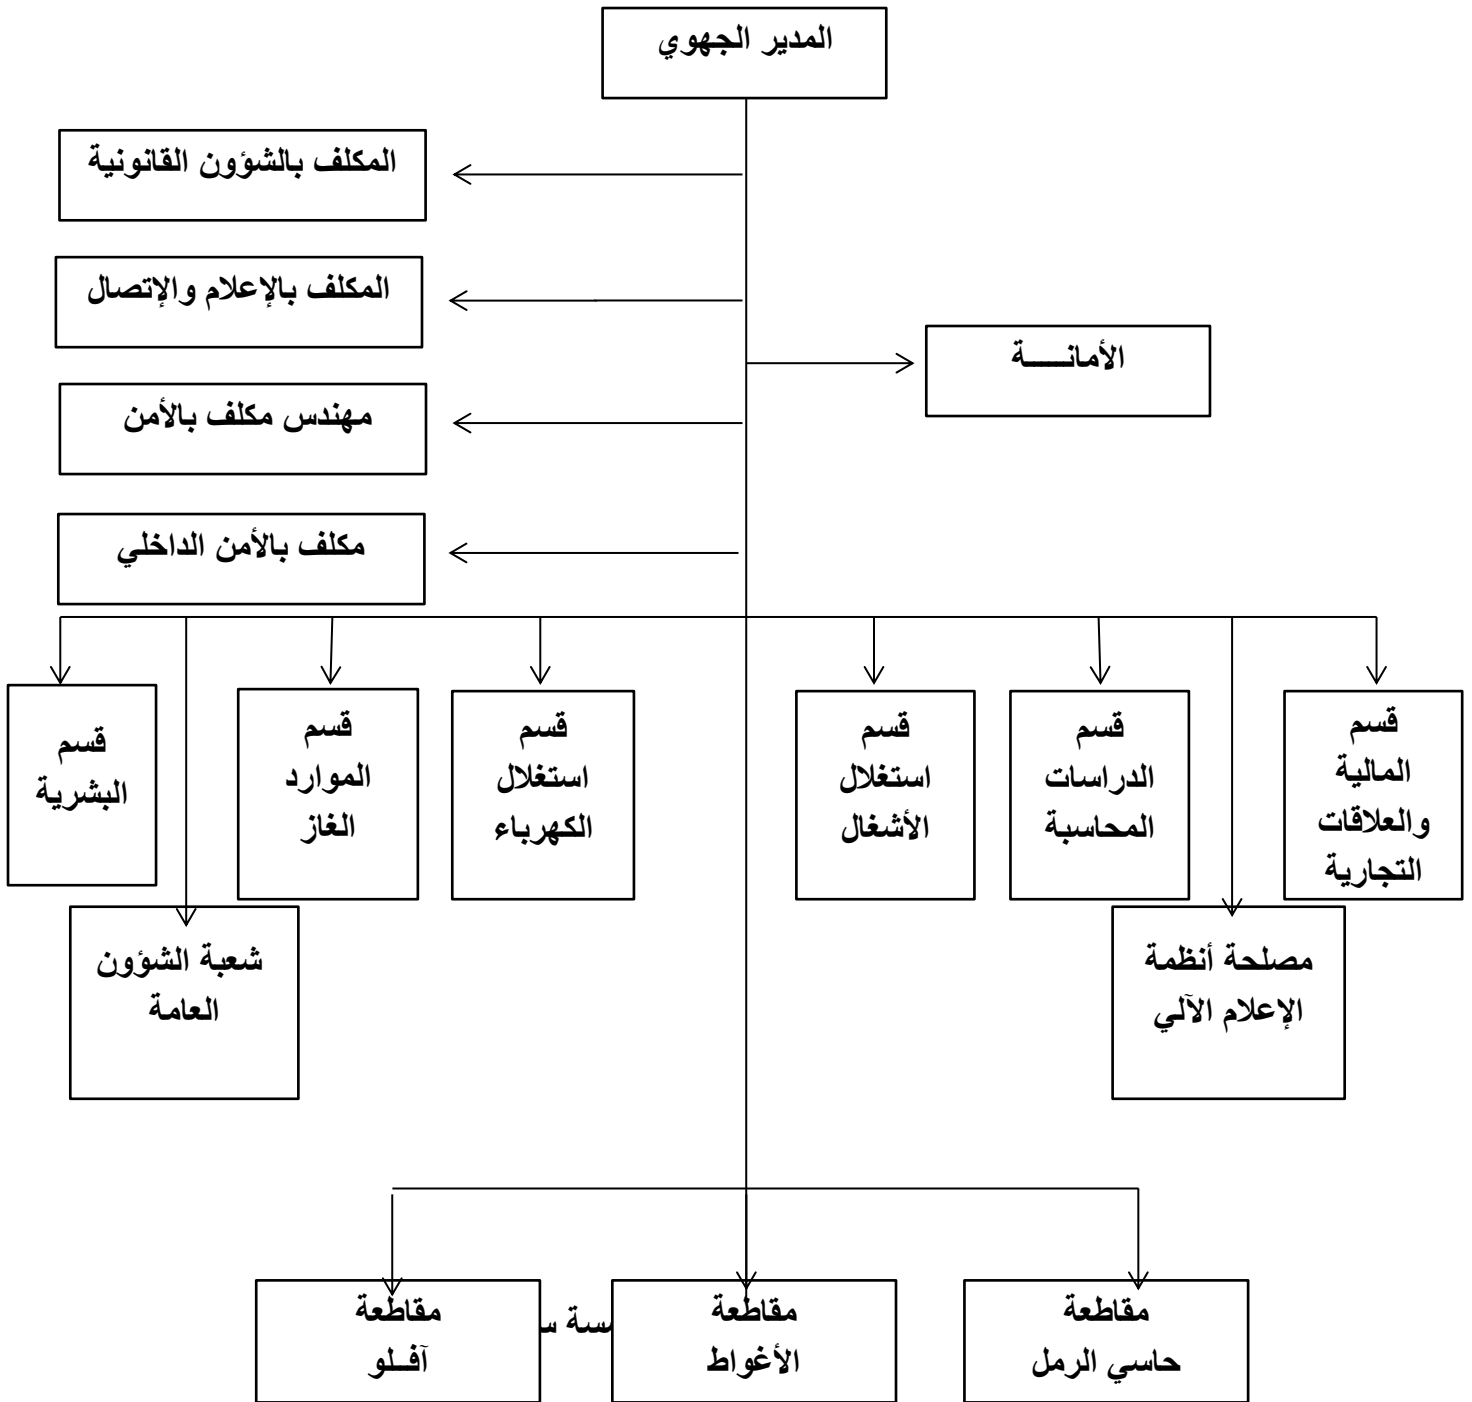 المدير الجهوي
المكلف بالشؤون القانونية
المكلف بالإعلام والإتصال
الأمانـــــة
مهندس مكلف بالأمن
مكلف بالأمن الداخلي
قسم
المالية
والعلاقات
التجارية
قسم
الدراسات
المحاسبة
قسم
استغلال
الأشغال
قسم
استغلال
الكهرباء
قسم
الموارد
الغاز
قسم
البشرية
مصلحة أنظمة
الإعلام الآلي
شعبة الشؤون
العامة
مقاطعة
حاسي الرمل
مقاطعة
الأغواط
مقاطعة
آفــلو